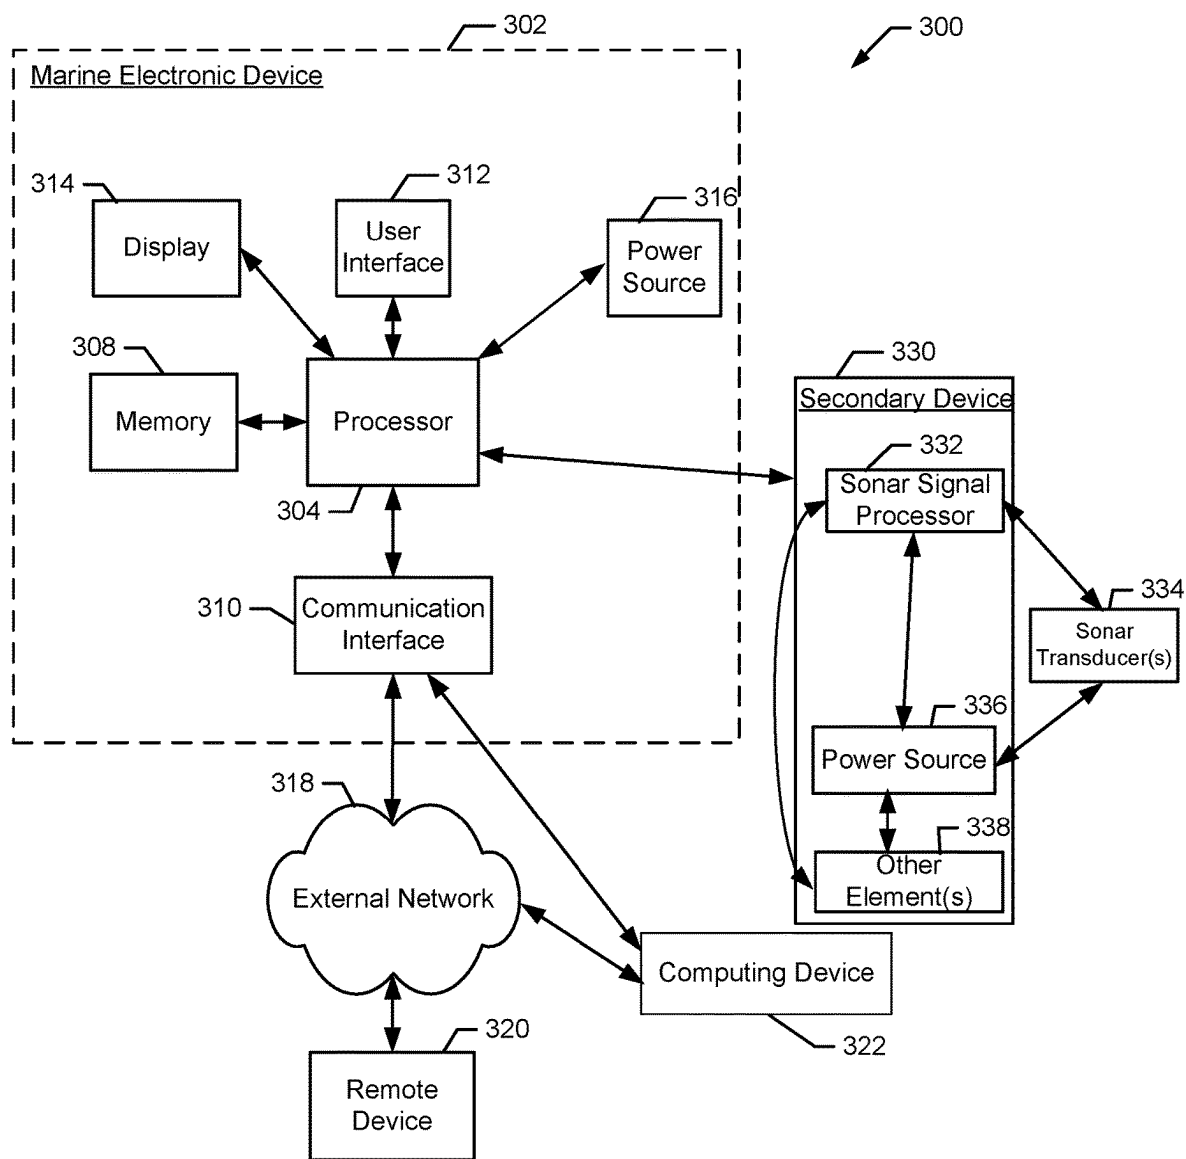 302
300
Marine Electronic Device
314
312
316
Display
User
Interface
Power
Source
308
Memory
Processor
304
330
Secondary Device
332
Sonar Signal
Processor
310
Communication
Interface
334
Sonar
Transducer(s)
336
Power Source
338
Other
Element(s)
318
External Network
Computing Device
322
320
Remote
Device